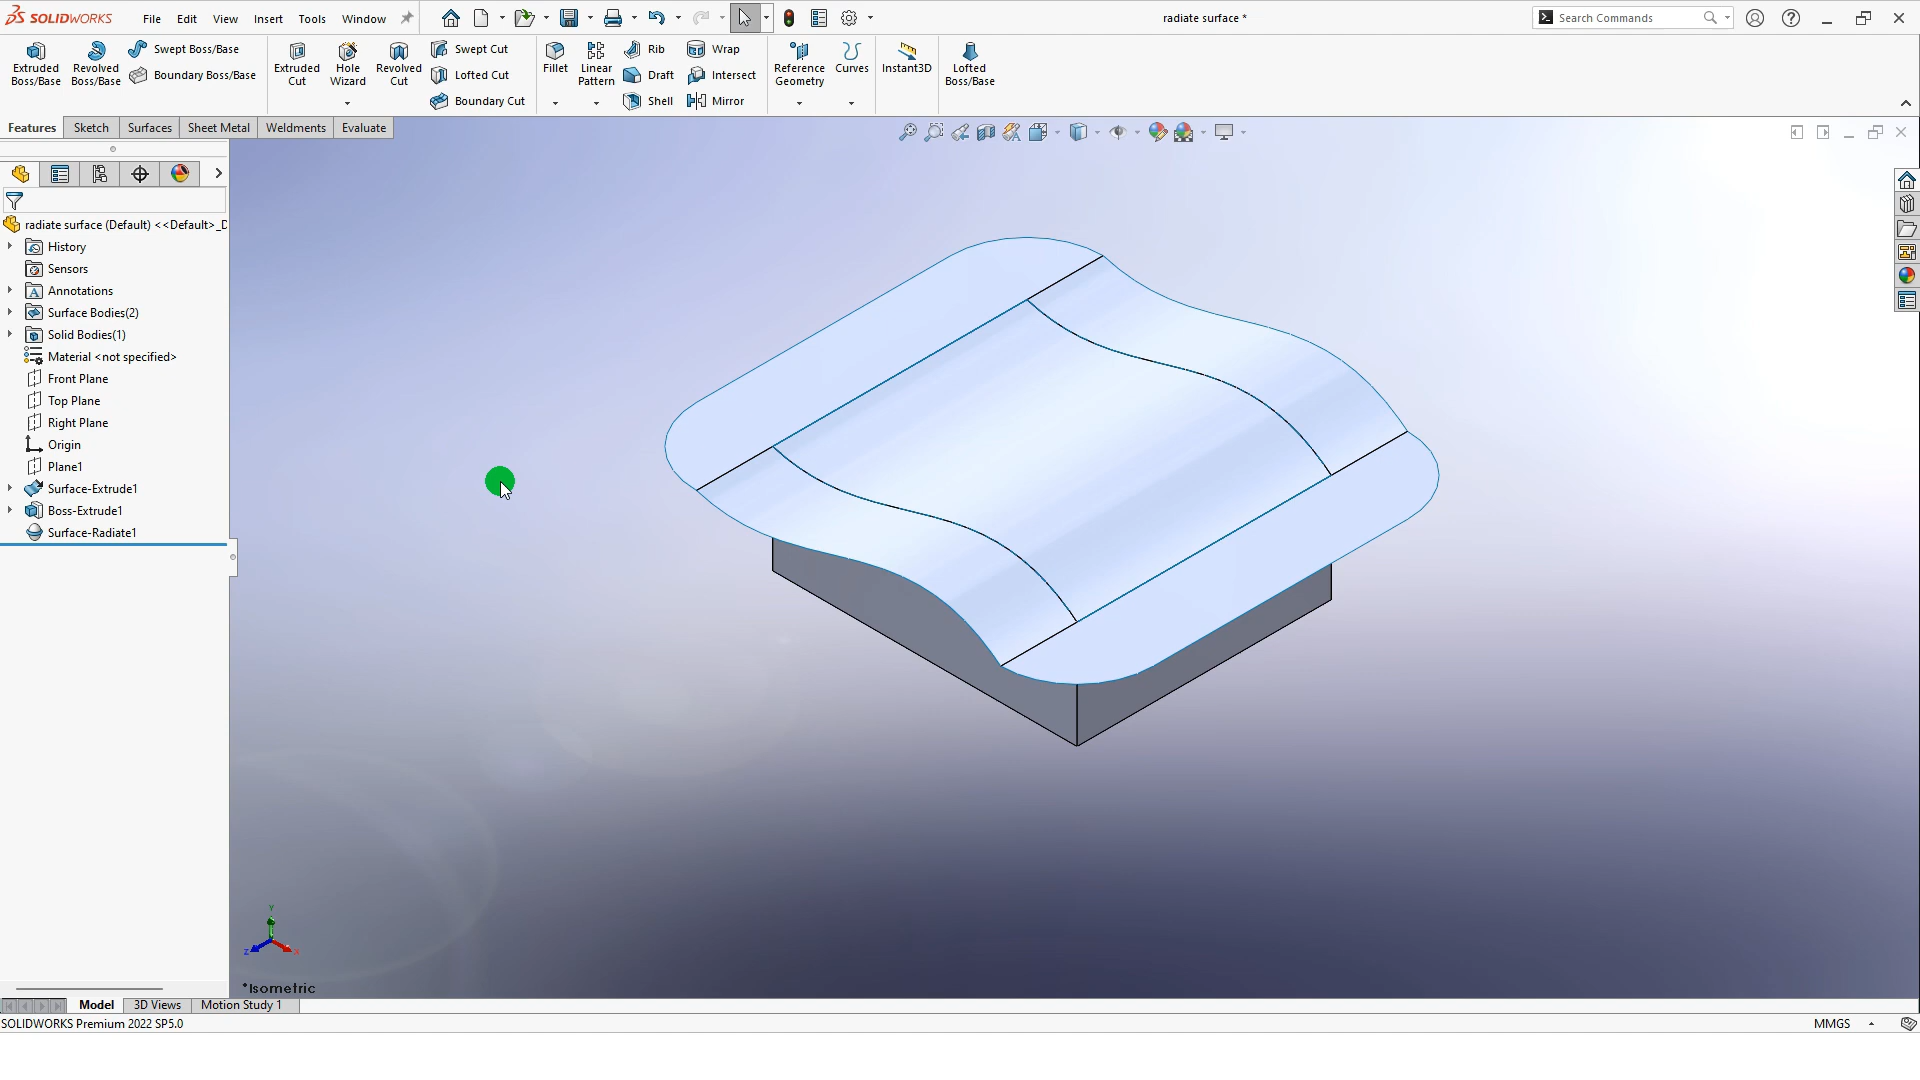 SOLIDWORKS File Edit View Insert Tools Window radiate surface * Search Commands
Extruded Boss/Base
Revolved Boss/Base
Swept Boss/Base
Boundary Boss/Base
Extruded Cut
Hole Wizard
Revolved Cut
Swept Cut
Lofted Cut
Boundary Cut
Fillet
Linear Pattern
Rib
Draft
Shell
Wrap
Intersect
Mirror
Reference Geometry
Curves
Instant3D
Lofted Boss/Base
Features Sketch Surfaces Sheet Metal Weldments Evaluate
radiate surface (Default) <<Default>_D
History
Sensors
Annotations
Surface Bodies(2)
Solid Bodies(1)
Material <not specified>
Front Plane
Top Plane
Right Plane
Origin
Plane1
Surface-Extrude1
Boss-Extrude1
Surface-Radiate1
Y
Z X
*Isometric
Model 3D Views Motion Study 1
SOLIDWORKS Premium 2022 SP5.0 MMGS